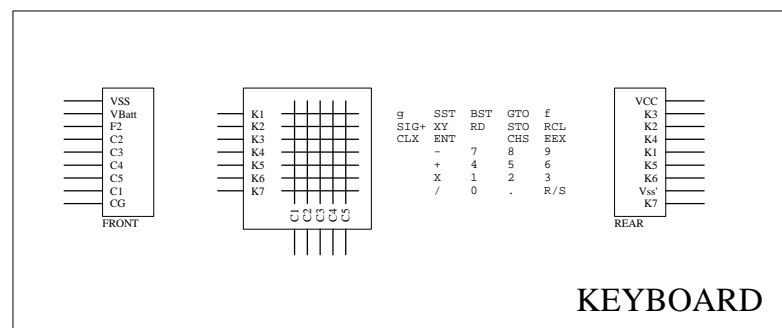 VSS
VBatt
F2
C2
C3
C4
C5
C1
CG
FRONT
K1
K2
K3
K4
K5
K6
K7
C1
C2
C3
C4
C5
g SST BST GTO f
SIG+ XY RD STO RCL
CLX ENT CHS EEX
- 7 8 9
+ 4 5 6
X 1 2 3
/ 0 . R/S
VCC
K3
K2
K4
K1
K5
K6
Vss'
K7
REAR
KEYBOARD